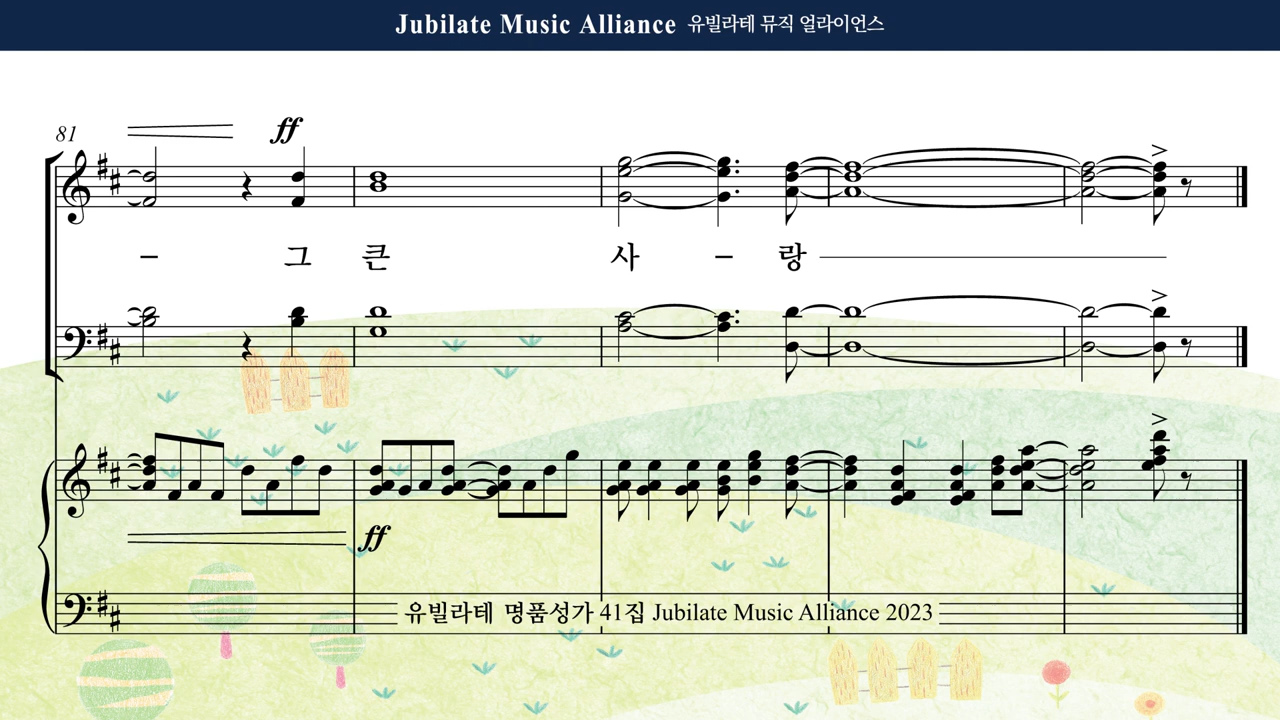 Jubilate Music Alliance 유빌라테 뮤직 얼라이언스
81
ff
– 그 큰 사 – 랑
ff
유빌라테 명품성가 41집 Jubilate Music Alliance 2023